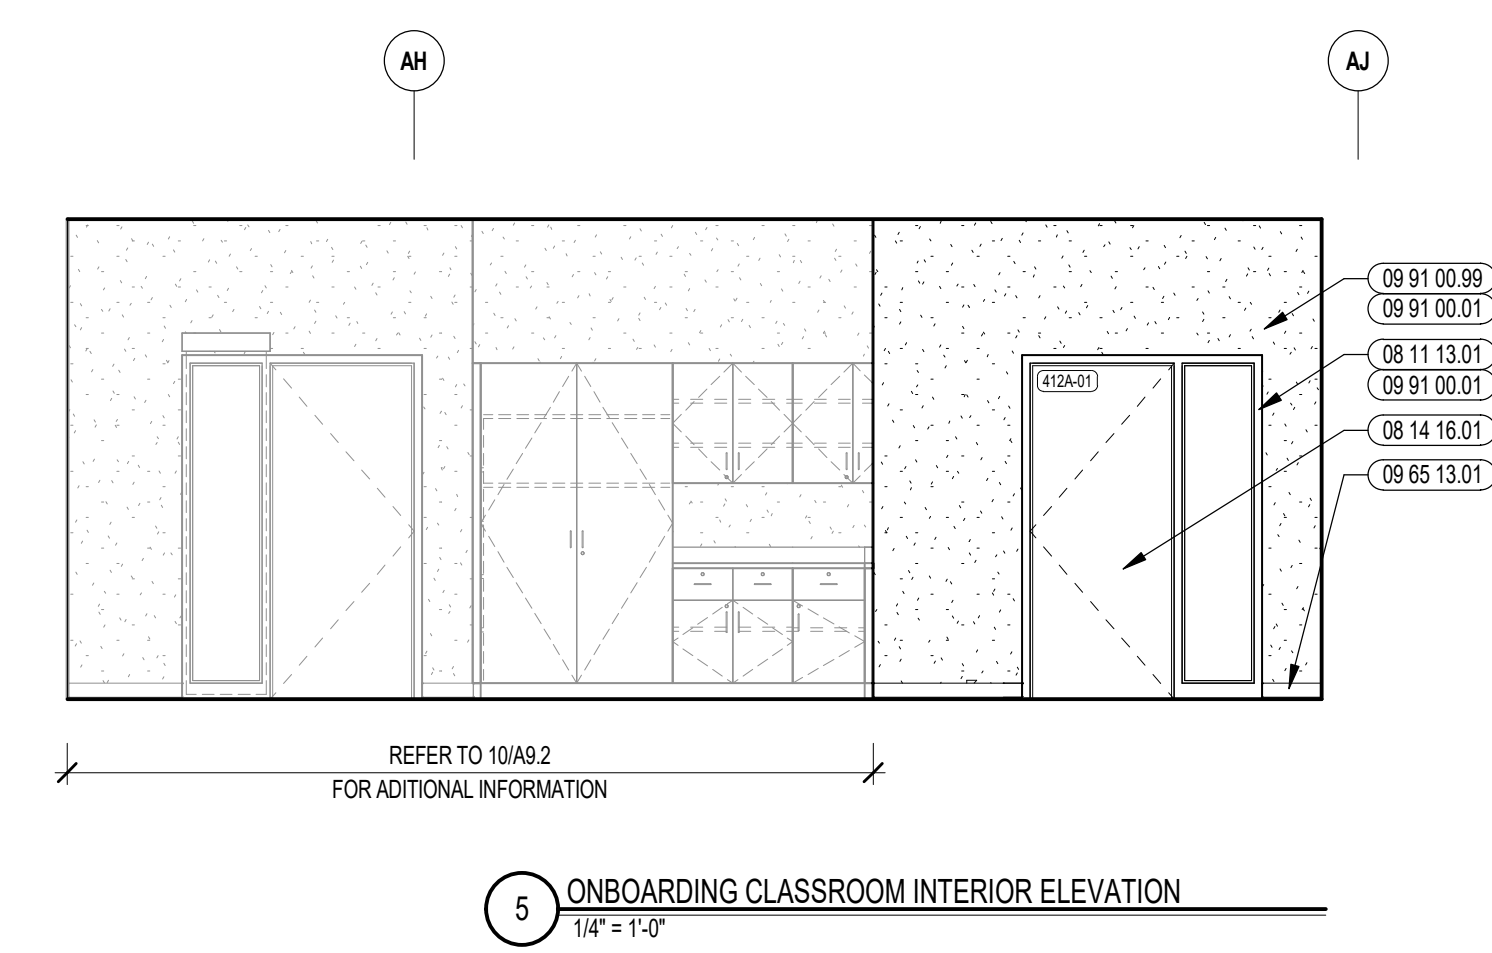 AH
AJ
09 91 00.99
09 91 00.01
08 11 13.01
09 91 00.01
412A-01
08 14 16.01
09 65 13.01
REFER TO 10/A9.2
FOR ADITIONAL INFORMATION
5
ONBOARDING CLASSROOM INTERIOR ELEVATION
1/4" = 1'-0"